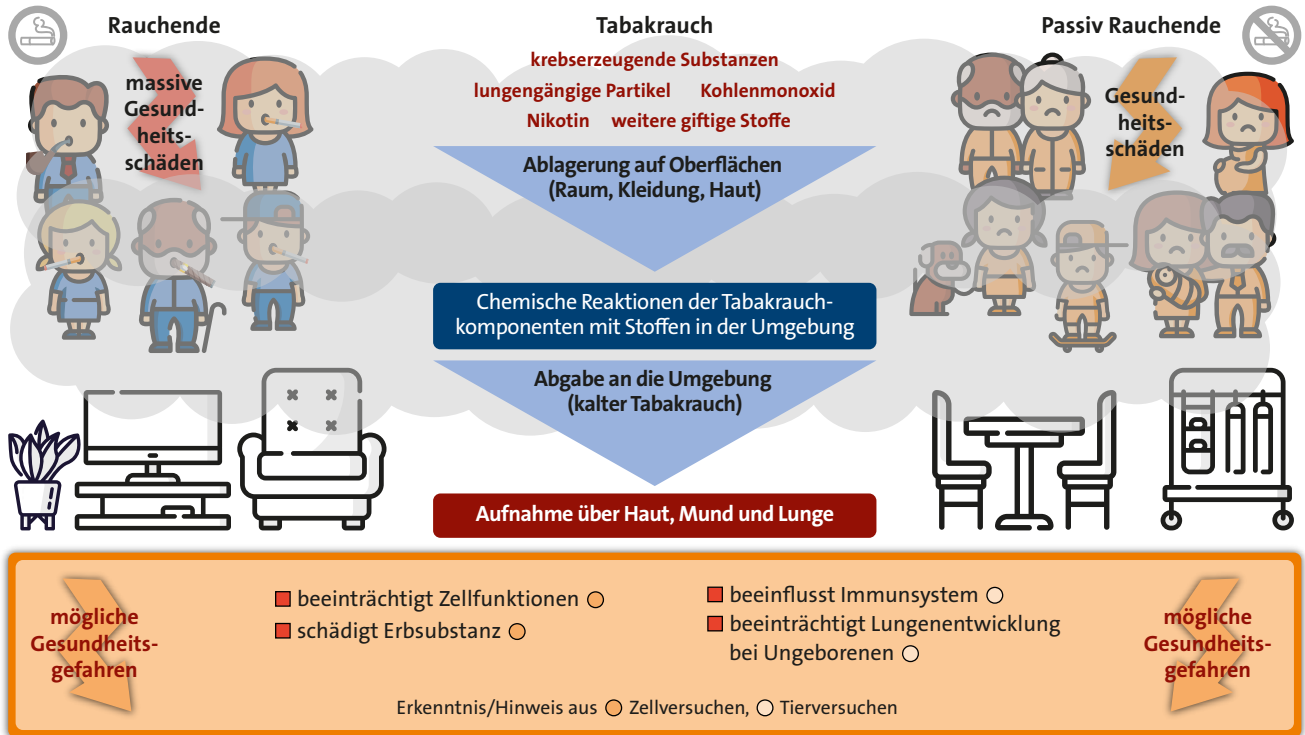 Rauchende
massive
Gesund-
heits-
schäden
Tabakrauch
krebserzeugende Substanzen
lungengängige Partikel Kohlenmonoxid
Nikotin weitere giftige Stoffe
Passiv Rauchende
Gesund-
heits-
schäden
Ablagerung auf Oberflächen
(Raum, Kleidung, Haut)
Chemische Reaktionen der Tabakrauch-
komponenten mit Stoffen in der Umgebung
Abgabe an die Umgebung
(kalter Tabakrauch)
Aufnahme über Haut, Mund und Lunge
mögliche
Gesundheits-
gefahren
beeinträchtigt Zellfunktionen
schädigt Erbsubstanz
beeinflusst Immunsystem
beeinträchtigt Lungenentwicklung
bei Ungeborenen
mögliche
Gesundheits-
gefahren
Erkenntnis/Hinweis aus Zellversuchen, Tierversuchen